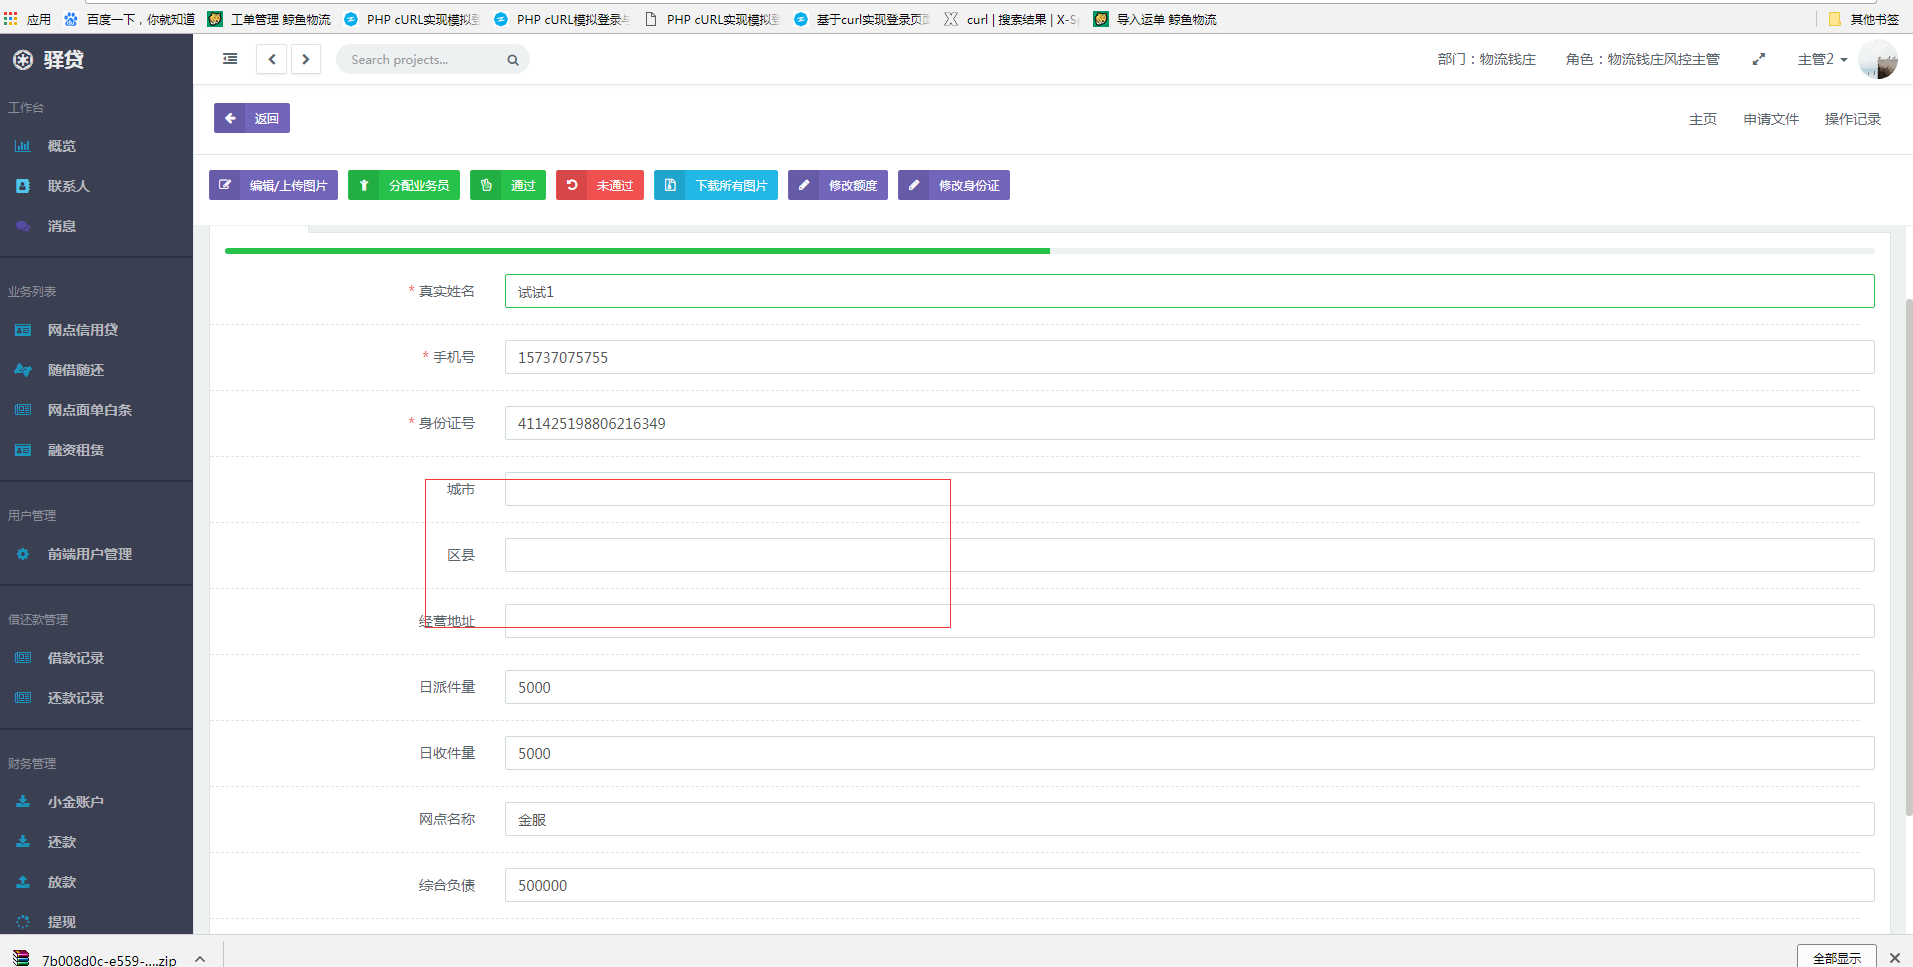 应用 百度一下，你就知道 工单管理 鲸鱼物流 PHP cURL实现模拟登 PHP cURL模拟登录与 PHP cURL实现模拟登 基于curl实现登录页面 curl | 搜索结果 | X-Sp 导入运单 鲸鱼物流 其他书签
驿贷 Search projects... 部门：物流钱庄 角色：物流钱庄风控主管 主管2
工作台
概览
联系人
消息
业务列表
网点信用贷
随借随还
网点面单白条
融资租赁
用户管理
前端用户管理
借还款管理
借款记录
还款记录
财务管理
小金账户
还款
放款
提现
返回 主页 申请文件 操作记录
编辑/上传图片 分配业务员 通过 未通过 下载所有图片 修改额度 修改身份证
* 真实姓名 试试1
* 手机号 15737075755
* 身份证号 411425198806216349
城市
区县
经营地址
日派件量 5000
日收件量 5000
网点名称 金服
综合负债 500000
7b008d0c-e559-....zip 全部显示